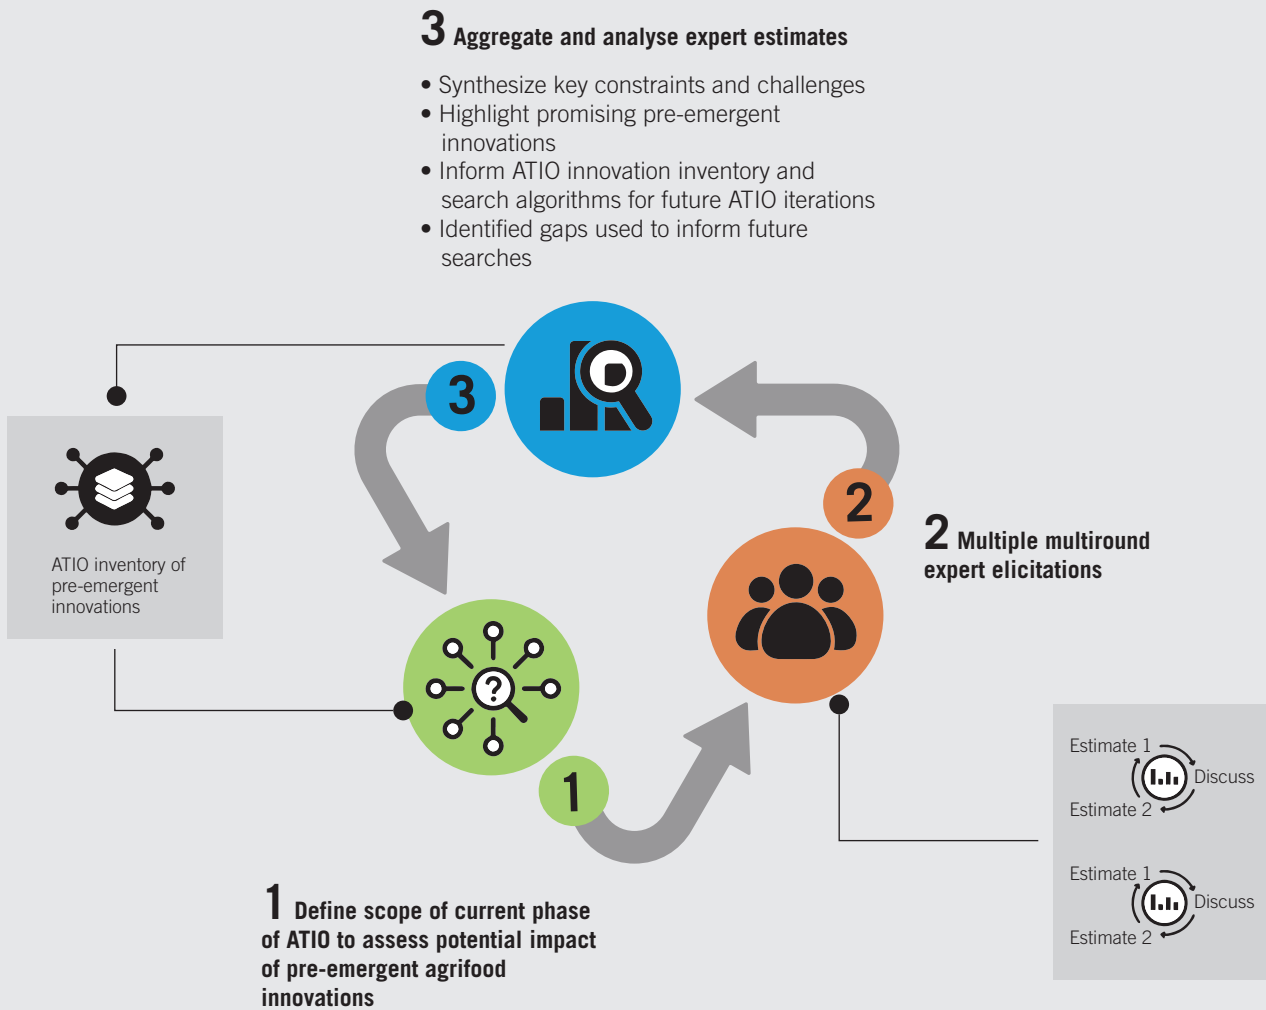 3 Aggregate and analyse expert estimates
• Synthesize key constraints and challenges
• Highlight promising pre-emergent
innovations
• Inform ATIO innovation inventory and
search algorithms for future ATIO iterations
• Identified gaps used to inform future
searches
3
2
2 Multiple multiround
expert elicitations
ATIO inventory of
pre-emergent
innovations
?
1
Estimate 1
Discuss
Estimate 2
Estimate 1
Discuss
Estimate 2
1 Define scope of current phase
of ATIO to assess potential impact
of pre-emergent agrifood
innovations